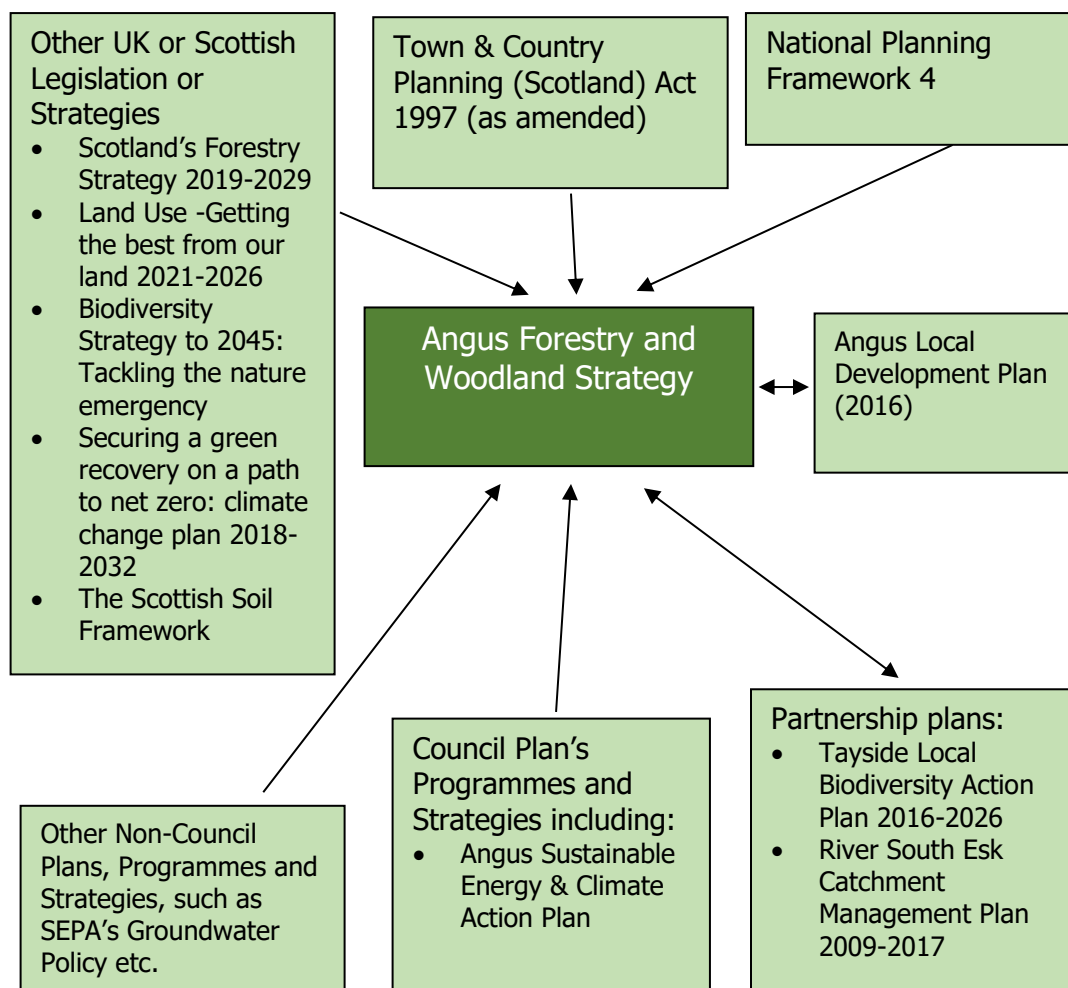 Other UK or Scottish
Legislation or
Strategies
• Scotland’s Forestry
Strategy 2019-2029
• Land Use -Getting
the best from our
land 2021-2026
• Biodiversity
Strategy to 2045:
Tackling the nature
emergency
• Securing a green
recovery on a path
to net zero: climate
change plan 2018-
2032
• The Scottish Soil
Framework
Town & Country
Planning (Scotland) Act
1997 (as amended)
National Planning
Framework 4
Angus Forestry and
Woodland Strategy
Angus Local
Development Plan
(2016)
Other Non-Council
Plans, Programmes and
Strategies, such as
SEPA’s Groundwater
Policy etc.
Council Plan’s
Programmes and
Strategies including:
• Angus Sustainable
Energy & Climate
Action Plan
Partnership plans:
• Tayside Local
Biodiversity Action
Plan 2016-2026
• River South Esk
Catchment
Management Plan
2009-2017